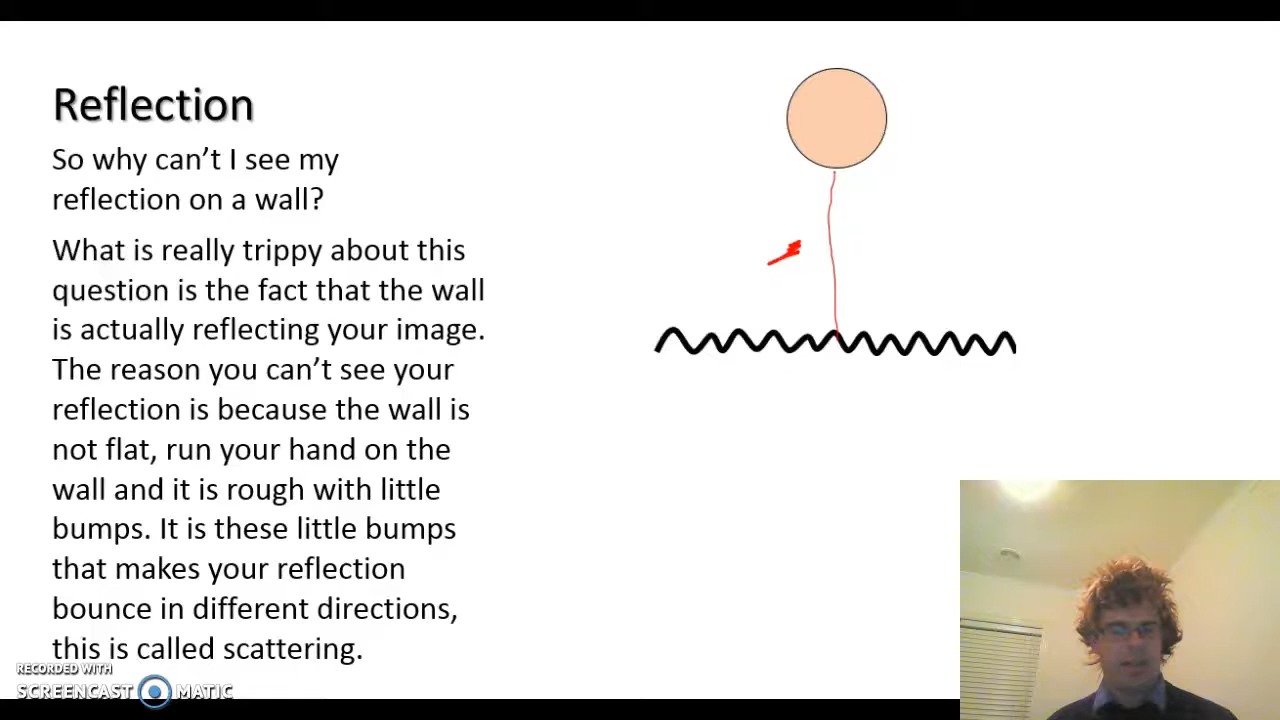 Reflection
So why can’t I see my
reflection on a wall?
What is really trippy about this
question is the fact that the wall
is actually reflecting your image.
The reason you can’t see your
reflection is because the wall is
not flat, run your hand on the
wall and it is rough with little
bumps. It is these little bumps
that makes your reflection
bounce in different directions,
this is called scattering.
RECORDED WITH
SCREENCAST MATIC